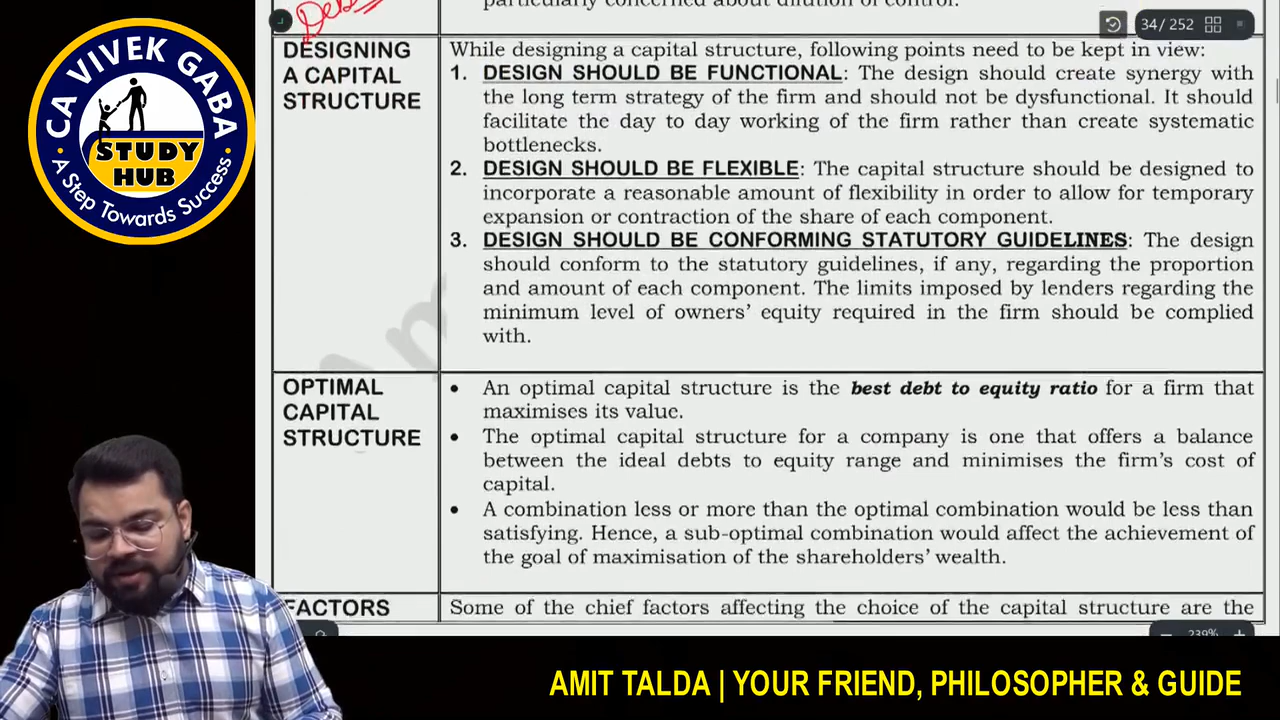 Debt
particularly concerned about dilution of control.
34 / 252
CA VIVEK GABA
STUDY
HUB
• A Step Towards Success •
DESIGNING
A CAPITAL
STRUCTURE
While designing a capital structure, following points need to be kept in view:
1. DESIGN SHOULD BE FUNCTIONAL: The design should create synergy with
the long term strategy of the firm and should not be dysfunctional. It should
facilitate the day to day working of the firm rather than create systematic
bottlenecks.
2. DESIGN SHOULD BE FLEXIBLE: The capital structure should be designed to
incorporate a reasonable amount of flexibility in order to allow for temporary
expansion or contraction of the share of each component.
3. DESIGN SHOULD BE CONFORMING STATUTORY GUIDELINES: The design
should conform to the statutory guidelines, if any, regarding the proportion
and amount of each component. The limits imposed by lenders regarding the
minimum level of owners' equity required in the firm should be complied
with.
OPTIMAL
CAPITAL
STRUCTURE
• An optimal capital structure is the best debt to equity ratio for a firm that
maximises its value.
• The optimal capital structure for a company is one that offers a balance
between the ideal debts to equity range and minimises the firm's cost of
capital.
• A combination less or more than the optimal combination would be less than
satisfying. Hence, a sub-optimal combination would affect the achievement of
the goal of maximisation of the shareholders' wealth.
FACTORS
Some of the chief factors affecting the choice of the capital structure are the
239%
AMIT TALDA | YOUR FRIEND, PHILOSOPHER & GUIDE